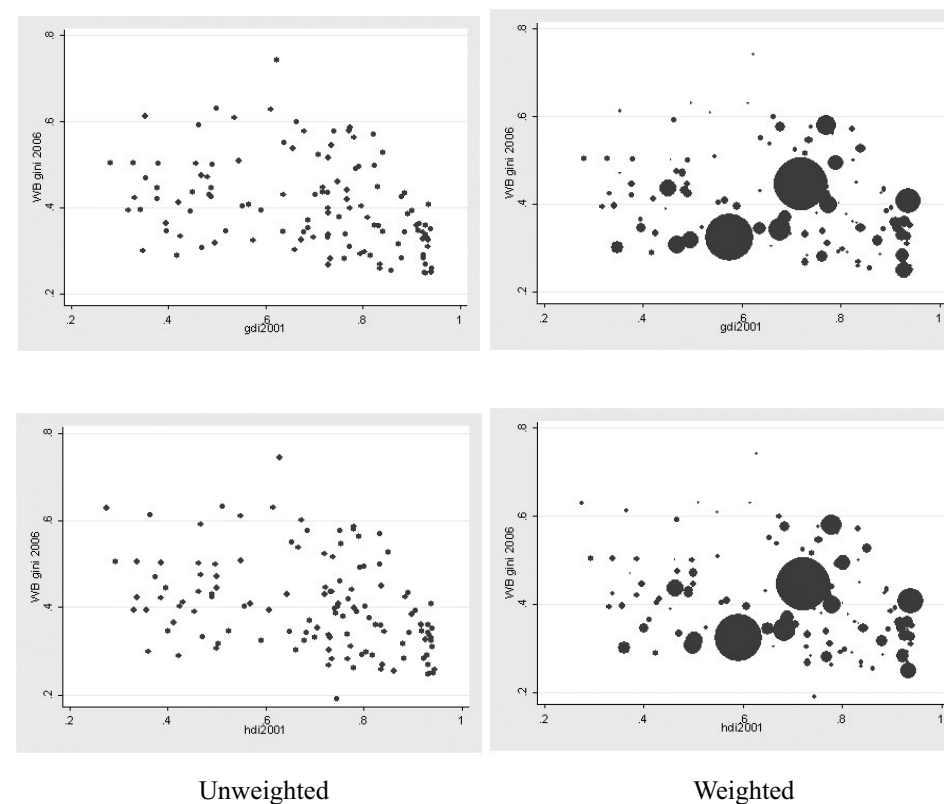 .8
.8
WB gini 2006
WB gini 2006
.6
.6
.4
.4
.2
.2
.2 .4 .6 .8 1
.2 .4 .6 .8 1
gdi2001
gdi2001
.8
.8
WB gini 2006
WB gini 2006
.6
.6
.4
.4
.2
.2
.2 .4 .6 .8 1
.2 .4 .6 .8 1
hdi2001
hdi2001
Unweighted
Weighted